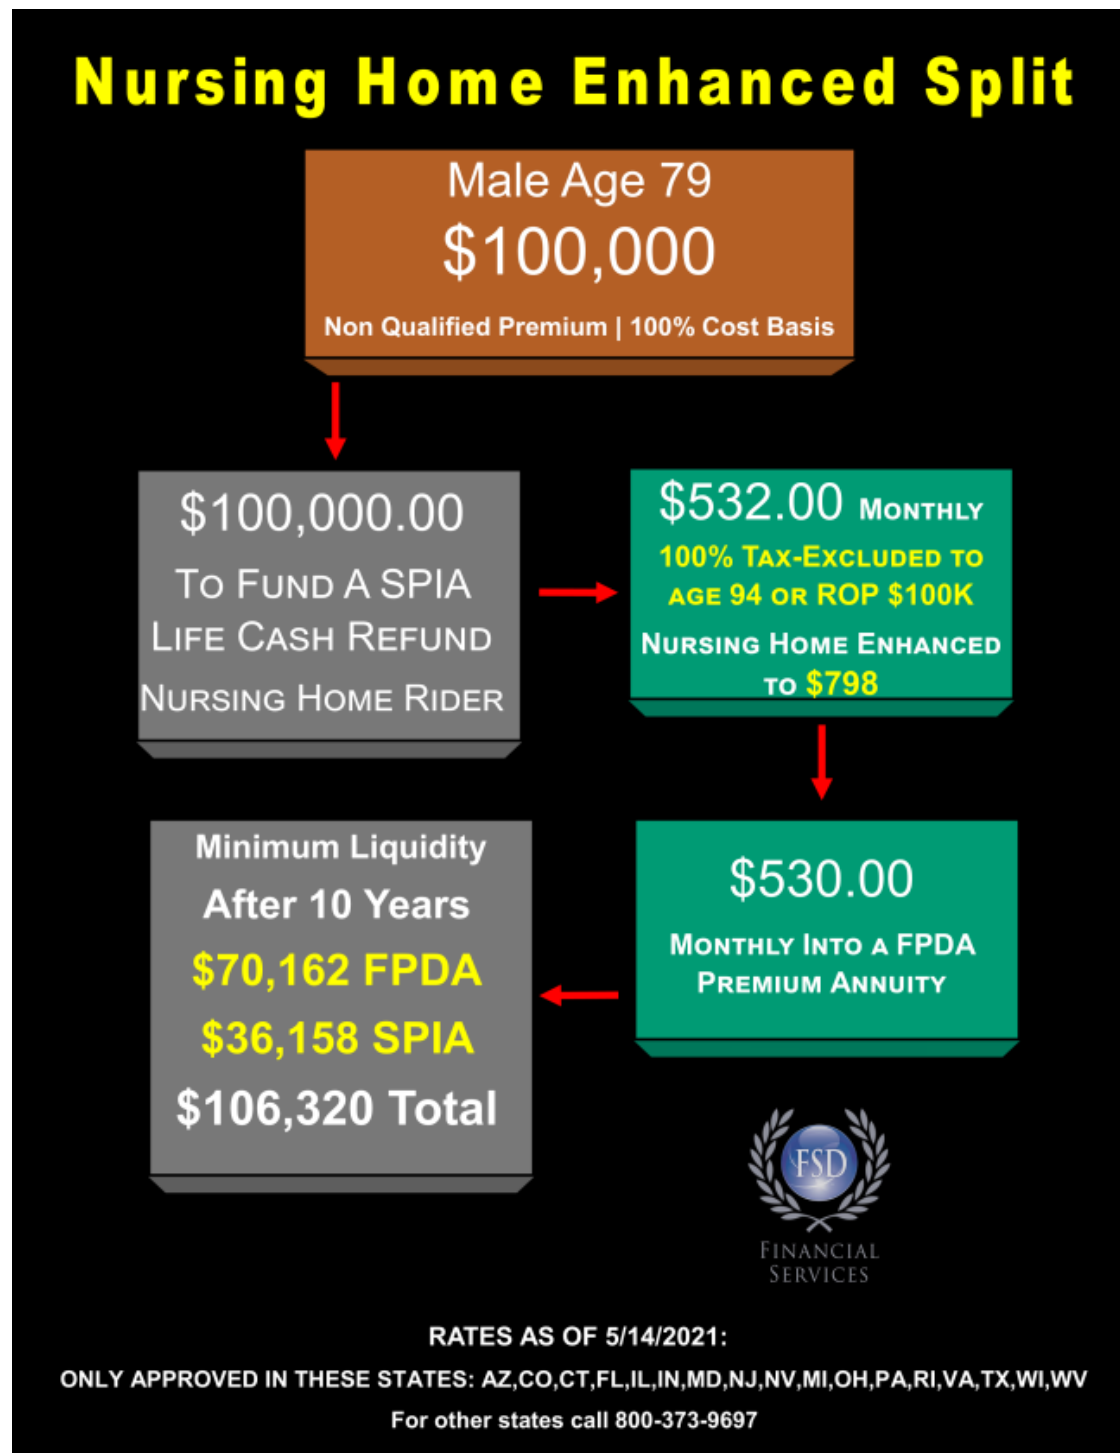 Nursing Home Enhanced Split
Male Age 79
$100,000
Non Qualified Premium | 100% Cost Basis
$100,000.00
To Fund A SPIA
Life Cash Refund
Nursing Home Rider
$532.00 Monthly
100% Tax-Excluded to
age 94 or ROP $100K
Nursing Home Enhanced
to $798
$530.00
Monthly Into a FPDA
Premium Annuity
Minimum Liquidity
After 10 Years
$70,162 FPDA
$36,158 SPIA
$106,320 Total
FSD
Financial
Services
RATES AS OF 5/14/2021:
ONLY APPROVED IN THESE STATES: AZ,CO,CT,FL,IL,IN,MD,NJ,NV,MI,OH,PA,RI,VA,TX,WI,WV
For other states call 800-373-9697